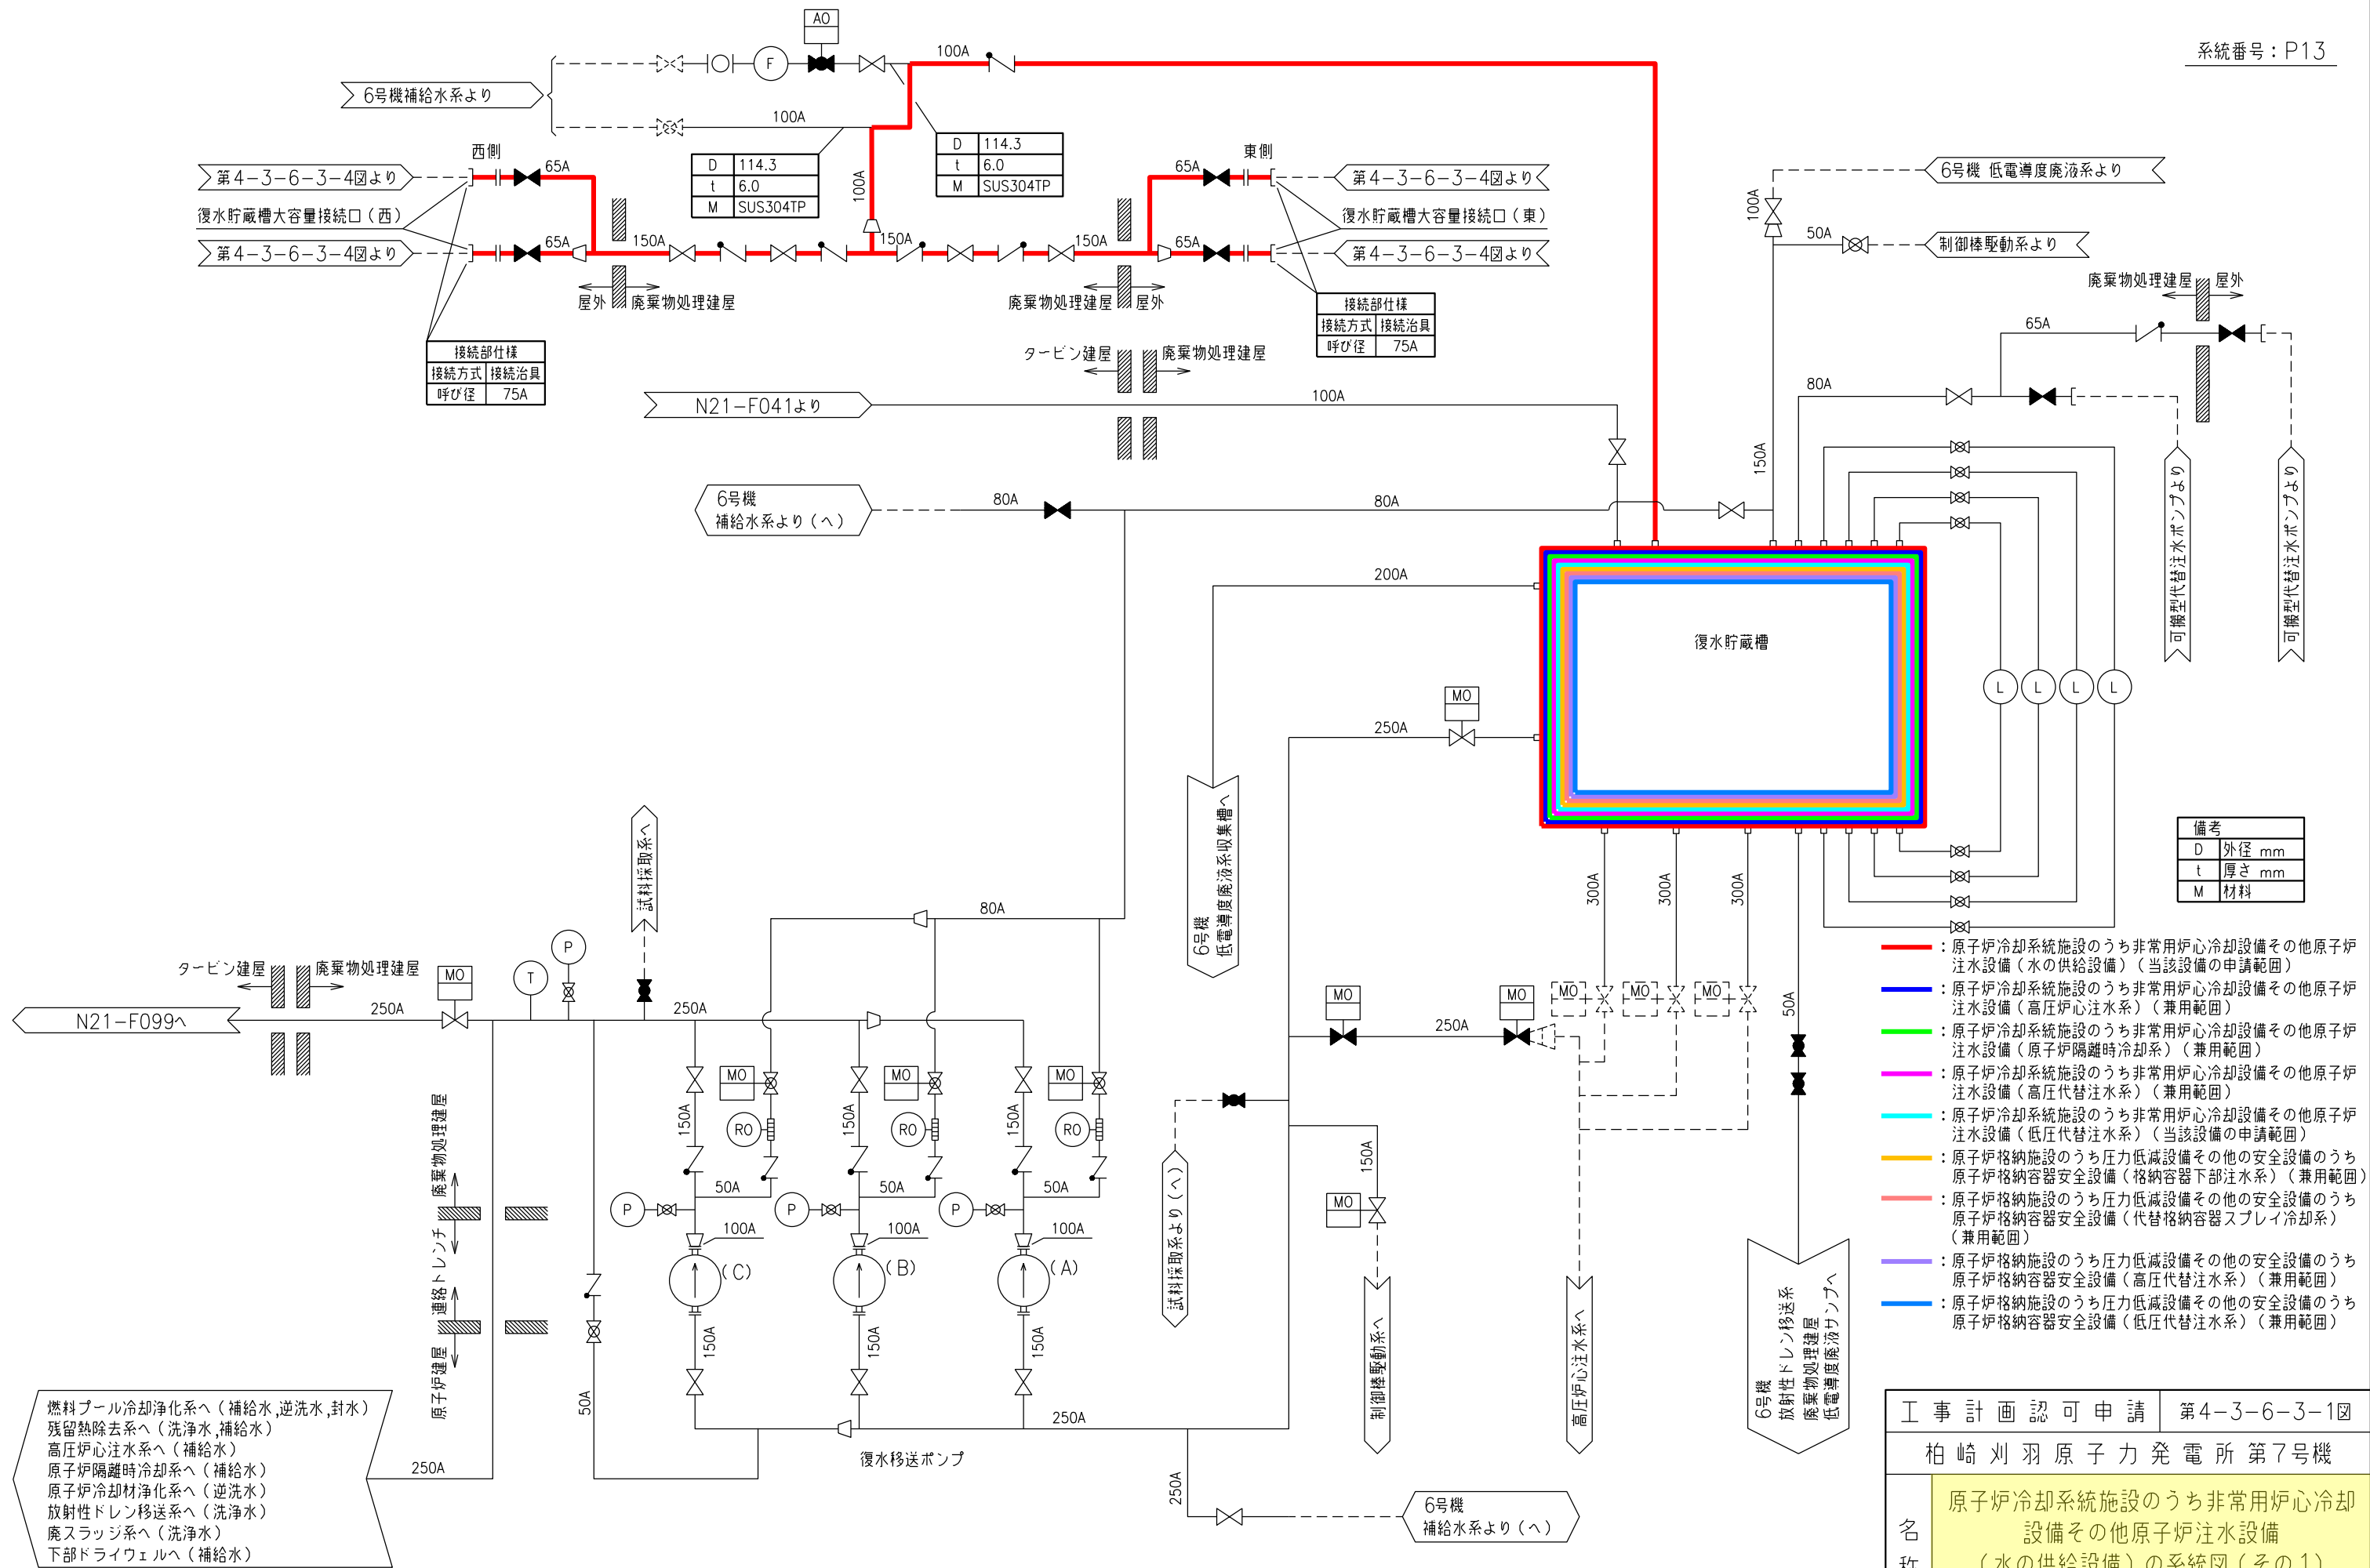 系統番号：P13
AO
100A
F
6号機補給水系より
100A
D 114.3
t 6.0
M SUS304TP
D 114.3
t 6.0
M SUS304TP
100A
西側
東側
第4-3-6-3-4図より
65A
65A
第4-3-6-3-4図より
復水貯蔵槽大容量接続口（西）
復水貯蔵槽大容量接続口（東）
第4-3-6-3-4図より
65A
150A
150A
150A
65A
第4-3-6-3-4図より
屋外
廃棄物処理建屋
廃棄物処理建屋
屋外
接続部仕様
接続方式 接続治具
呼び径 75A
接続部仕様
接続方式 接続治具
呼び径 75A
6号機 低電導度廃液系より
100A
50A
制御棒駆動系より
廃棄物処理建屋
屋外
65A
80A
150A
可搬型代替注水ポンプより
可搬型代替注水ポンプより
タービン建屋
廃棄物処理建屋
N21-F041より
100A
6号機
補給水系より（へ）
80A
80A
200A
復水貯蔵槽
L
L
L
L
MO
250A
6号機
低電導度廃液系収集槽へ
備考
D 外径 mm
t 厚さ mm
M 材料
300A
300A
300A
50A
試料採取系へ
80A
タービン建屋
廃棄物処理建屋
MO
T
P
N21-F099へ
250A
250A
MO
MO
MO
RO
RO
RO
150A
150A
150A
50A
50A
50A
P
P
P
100A
100A
100A
(C)
(B)
(A)
150A
150A
150A
廃棄物処理建屋
連絡トレンチ
原子炉建屋
50A
250A
復水移送ポンプ
250A
燃料プール冷却浄化系へ（補給水,逆洗水,封水）
残留熱除去系へ（洗浄水,補給水）
高圧炉心注水系へ（補給水）
原子炉隔離時冷却系へ（補給水）
原子炉冷却材浄化系へ（逆洗水）
放射性ドレン移送系へ（洗浄水）
廃スラッジ系へ（洗浄水）
下部ドライウェルへ（補給水）
250A
6号機
補給水系より（へ）
MO
250A
MO
MO
MO
MO
試料採取系より（へ）
150A
MO
制御棒駆動系へ
高圧炉心注水系へ
6号機
放射性ドレン移送系
廃棄物処理建屋
低電導度廃液サンプへ
：原子炉冷却系統施設のうち非常用炉心冷却設備その他原子炉
注水設備（水の供給設備）（当該設備の申請範囲）
：原子炉冷却系統施設のうち非常用炉心冷却設備その他原子炉
注水設備（高圧炉心注水系）（兼用範囲）
：原子炉冷却系統施設のうち非常用炉心冷却設備その他原子炉
注水設備（原子炉隔離時冷却系）（兼用範囲）
：原子炉冷却系統施設のうち非常用炉心冷却設備その他原子炉
注水設備（高圧代替注水系）（兼用範囲）
：原子炉冷却系統施設のうち非常用炉心冷却設備その他原子炉
注水設備（低圧代替注水系）（当該設備の申請範囲）
：原子炉格納施設のうち圧力低減設備その他の安全設備のうち
原子炉格納容器安全設備（格納容器下部注水系）（兼用範囲）
：原子炉格納施設のうち圧力低減設備その他の安全設備のうち
原子炉格納容器安全設備（代替格納容器スプレイ冷却系）
（兼用範囲）
：原子炉格納施設のうち圧力低減設備その他の安全設備のうち
原子炉格納容器安全設備（高圧代替注水系）（兼用範囲）
：原子炉格納施設のうち圧力低減設備その他の安全設備のうち
原子炉格納容器安全設備（低圧代替注水系）（兼用範囲）
工事計画認可申請 第4-3-6-3-1図
柏崎刈羽原子力発電所第7号機
名称
原子炉冷却系統施設のうち非常用炉心冷却
設備その他原子炉注水設備
（水の供給設備）の系統図（その1）